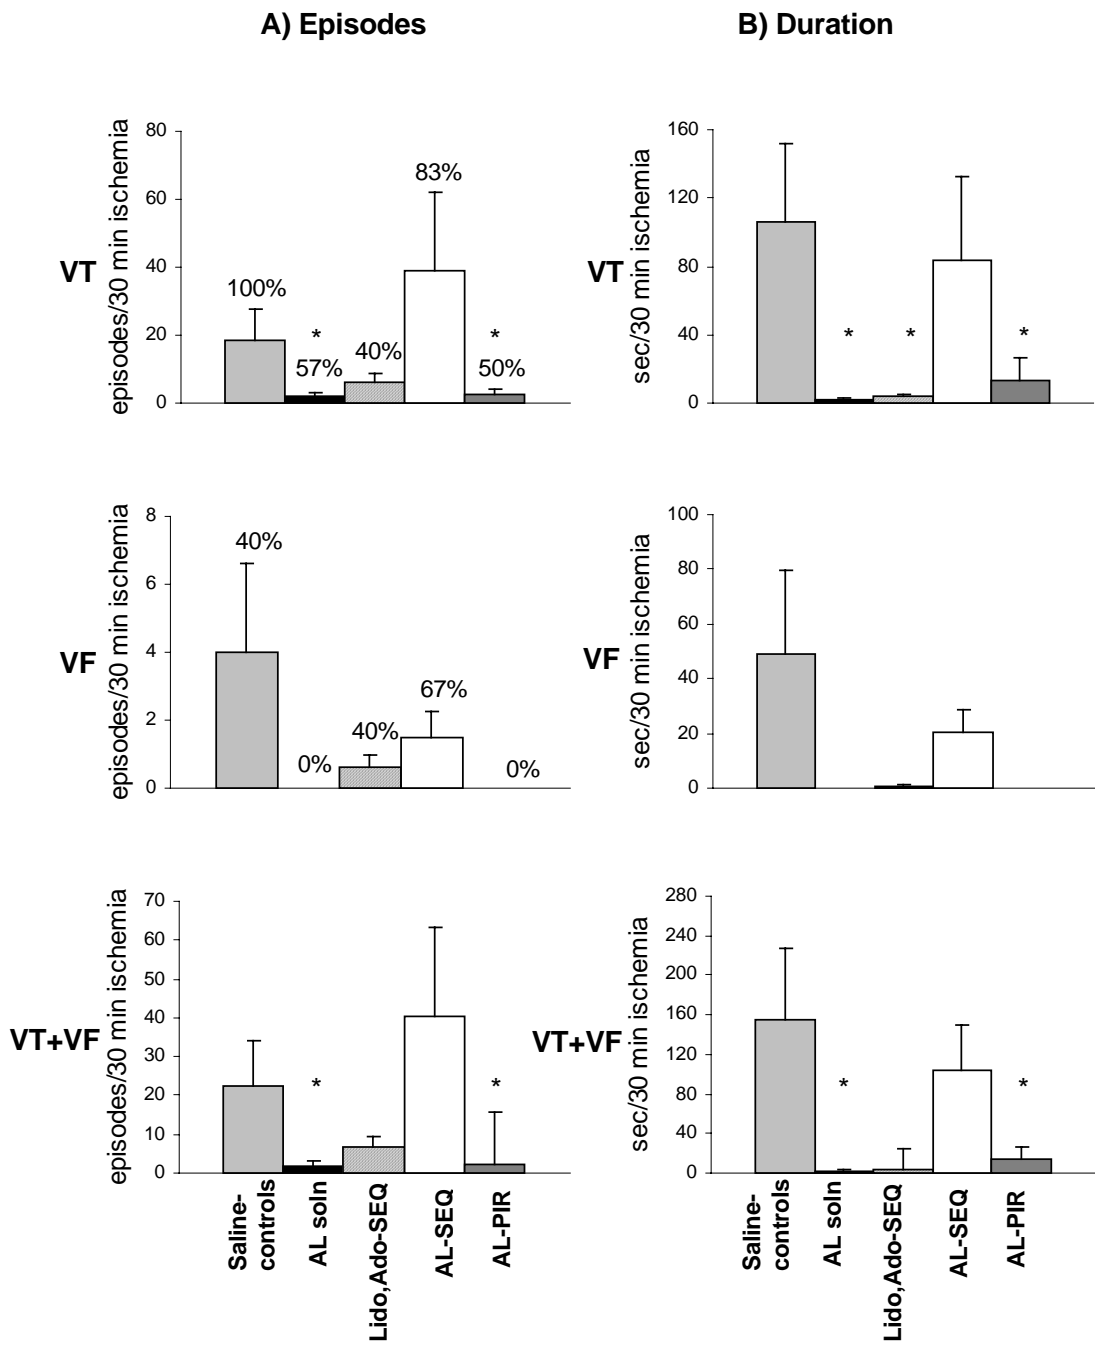 A) Episodes
B) Duration
VT
episodes/30 min ischemia
80
60
40
20
0
100%
*
57%
40%
83%
*
50%
VT
sec/30 min ischemia
160
120
80
40
0
*
*
*
VF
episodes/30 min ischemia
8
6
4
2
0
40%
0%
40%
67%
0%
VF
sec/30 min ischemia
100
80
60
40
20
0
VT+VF
episodes/30 min ischemia
70
60
50
40
30
20
10
0
*
*
Saline-
controls
AL soln
Lido,Ado-SEQ
AL-SEQ
AL-PIR
VT+VF
sec/30 min ischemia
280
240
200
160
120
80
40
0
*
*
Saline-
controls
AL soln
Lido,Ado-SEQ
AL-SEQ
AL-PIR